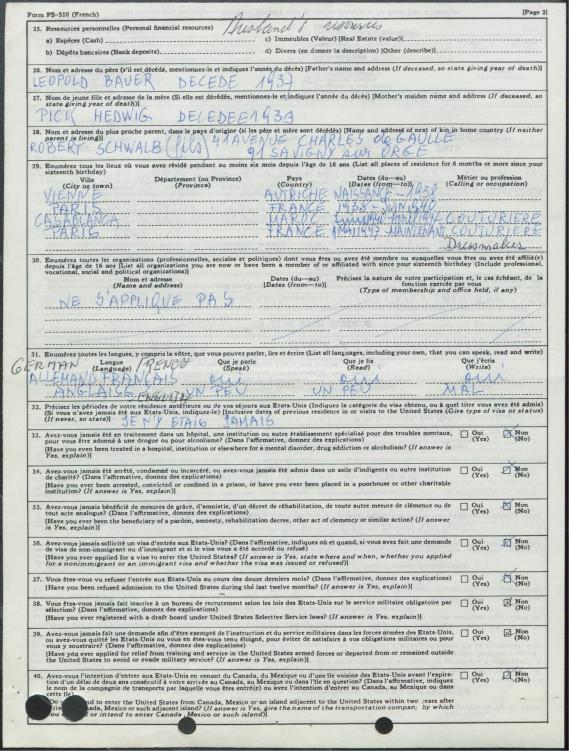 Form FS-510 (French)
[Page 2]
25. Ressources personnelles (Personal financial resources) Husband's resources
a) Espèces (Cash)
c) Immeubles (Valeur) [Real Estate (value)]
b) Dépôts bancaires (Bank deposits)
d) Divers (en donner la description) [Other (describe)]
26. Nom et adresse du père (s'il est décédé, mentionnez-le et indiquez l'année du décès) [Father's name and address (If deceased, so state giving year of death)]
LEOPOLD BAUER DECEDE 1937
27. Nom de jeune fille et adresse de la mère (Si elle est décédée, mentionnez-le et indiquez l'année du décès) [Mother's maiden name and address (If deceased, so
state giving year of death)]
PICK HEDWIG DECEDEE 1933
28. Nom et adresse du plus proche parent, dans le pays d'origine (si les père et mère sont décédés) [Name and address of next of kin in home country (If neither
parent is living)]
ROBERT SCHWALB (fils) 41 AVENUE CHARLES de GAULLE
91 SAVIGNY sur ORGE
29. Enumérez tous les lieux où vous avez résidé pendant au moins six mois depuis l'âge de 16 ans (List all places of residence for 6 months or more since your
sixteenth birthday)
Ville
(City or town)
Département (ou Province)
(Province)
Pays
(Country)
Dates (du—au)
[Dates (from—to)]
Métier ou profession
(Calling or occupation)
VIENNE AUTRICHE NAISSANCE - 1938
PARIS FRANCE 1938 - JUIN 1940
CASABLANCA MAROC COUTURIERE
PARIS FRANCE MAINTENANT COUTURIERE
Dressmaker
30. Enumérez toutes les organisations (professionnelles, sociales et politiques) dont vous êtes ou avez été membre ou auxquelles vous êtes ou avez été affilié(e)
depuis l'âge de 16 ans [List all organizations you are now or have been a member of or affiliated with since your sixteenth birthday (Include professional,
vocational, social and political organizations)]
Nom et adresse
(Name and address)
Dates (du—au)
[Dates (from—to)]
Précisez la nature de votre participation et, le cas échéant, de la
fonction exercée par vous
(Type of membership and office held, if any)
NE S'APPLIQUE PAS
31. Enumérez toutes les langues, y compris la vôtre, que vous pouvez parler, lire et écrire (List all languages, including your own, that you can speak, read and write)
Langue
(Language)
Que je parle
(Speak)
Que je lis
(Read)
Que j'écris
(Write)
GERMAN / FRENCH
ALLEMAND FRANÇAIS oui oui oui
ANGLAISE UN PEU UN PEU MAL
ENGLISH
32. Précisez les périodes de votre résidence antérieure ou de vos séjours aux Etats-Unis (Indiquez la catégorie du visa obtenu, ou à quel titre vous avez été admis)
(Si vous n'avez jamais été aux Etats-Unis, indiquez-le) [Inclusive dates of previous residence in or visits to the United States (Give type of visa or status)
(If never, so state)] JE N'Y ETAIS JAMAIS
33. Avez-vous jamais été en traitement dans un hôpital, une institution ou autre établissement spécialisé pour des troubles mentaux,
pour vous être adonné à une drogue ou pour alcoolisme? (Dans l'affirmative, donnez des explications)
[Have you ever been treated in a hospital, institution or elsewhere for a mental disorder, drug addiction or alcoholism? (If answer is
Yes, explain)]
Oui
(Yes)
Non
(No)
34. Avez-vous jamais été arrêté, condamné ou incarcéré, ou avez-vous jamais été admis dans un asile d'indigents ou autre institution
de charité? (Dans l'affirmative, donnez des explications)
[Have you ever been arrested, convicted or confined in a prison, or have you ever been placed in a poorhouse or other charitable
institution? (If answer is Yes, explain)]
Oui
(Yes)
Non
(No)
35. Avez-vous jamais bénéficié de mesures de grâce, d'amnistie, d'un décret de réhabilitation, de toute autre mesure de clémence ou de
tout acte analogue? (Dans l'affirmative, donnez des explications)
[Have you ever been the beneficiary of a pardon, amnesty, rehabilitation decree, other act of clemency or similar action? (If answer
is Yes, explain)]
Oui
(Yes)
Non
(No)
36. Avez-vous jamais sollicité un visa d'entrée aux Etats-Unis? (Dans l'affirmative, indiquez où et quand, si vous avez fait une demande
de visa de non-immigrant ou d'immigrant et si le visa vous a été accordé ou refusé)
[Have you ever applied for a visa to enter the United States? (If answer is Yes, state where and when, whether you applied
for a nonimmigrant or an immigrant visa and whether the visa was issued or refused)]
Oui
(Yes)
Non
(No)
37. Vous êtes-vous vu refuser l'entrée aux Etats-Unis au cours des douze derniers mois? (Dans l'affirmative, donnez des explications)
[Have you been refused admission to the United States during the last twelve months? (If answer is Yes, explain)]
Oui
(Yes)
Non
(No)
38. Vous êtes-vous jamais fait inscrire à un bureau de recrutement selon les lois des Etats-Unis sur le service militaire obligatoire par
sélection? (Dans l'affirmative, donnez des explications)
[Have you ever registered with a draft board under United States Selective Service laws? (If answer is Yes, explain)]
Oui
(Yes)
Non
(No)
39. Avez-vous jamais fait une demande afin d'être exempté de l'instruction et du service militaires dans les forces armées des Etats-Unis,
ou avez-vous quitté les Etats-Unis ou vous en êtes-vous tenu éloigné, pour éviter de satisfaire à vos obligations militaires ou pour
vous y soustraire? (Dans l'affirmative, donnez des explications)
[Have you ever applied for relief from training and service in the United States armed forces or departed from or remained outside
the United States to avoid or evade military service? (If answer is Yes, explain)]
Oui
(Yes)
Non
(No)
40. Avez-vous l'intention d'entrer aux Etats-Unis en venant du Canada, du Mexique ou d'une île voisine des Etats-Unis avant l'expira-
tion d'un délai de deux ans consécutif à votre arrivée au Canada, au Mexique ou dans l'île en question? (Dans l'affirmative, indiquez
le nom de la compagnie de transports par laquelle vous êtes entré(e) ou avez l'intention d'entrer au Canada, au Mexique ou dans
cette île)
to enter the United States from Canada, Mexico or an island adjacent to the United States within two years after
Canada, Mexico or such adjacent island? (If answer is Yes, give the name of the transportation company by which
or intend to enter Canada, Mexico or such island)]
Oui
(Yes)
Non
(No)